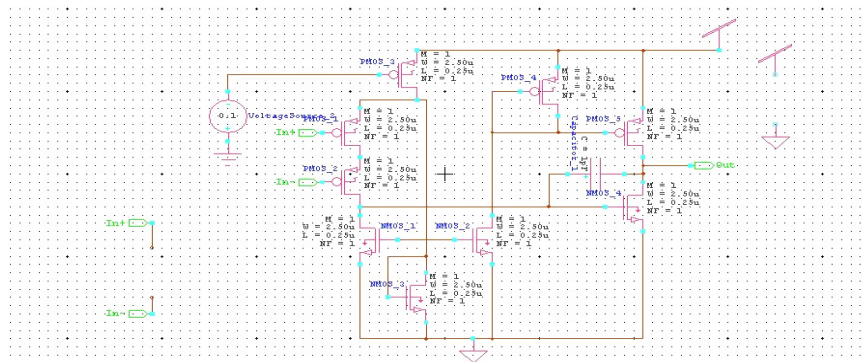 PMOS_3
M = 1
W = 2.50u
L = 0.25u
NF = 1
PMOS_4
M = 1
W = 2.50u
L = 0.25u
NF = 1
0.1
PMOS_1
In+
M = 1
W = 2.50u
L = 0.25u
NF = 1
Capacitor_1
C = 1pF
PMOS_5
M = 1
W = 2.50u
L = 0.25u
NF = 1
PMOS_2
In-
M = 1
W = 2.50u
L = 0.25u
NF = 1
Out
NMOS_4
M = 1
W = 2.50u
L = 0.25u
NF = 1
In+
M = 1
W = 2.50u
L = 0.25u
NF = 1
NMOS_1
NMOS_2
M = 1
W = 2.50u
L = 0.25u
NF = 1
NMOS_3
M = 1
W = 2.50u
L = 0.25u
NF = 1
In-